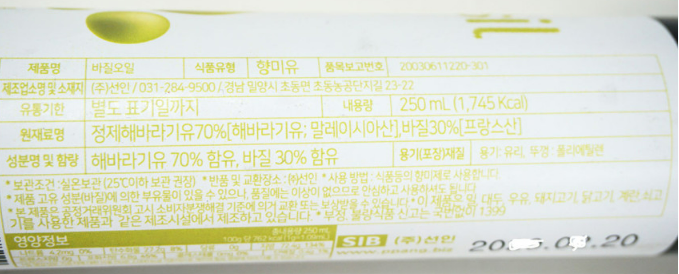 il
제품명 바질오일 식품유형 향미유 품목보고번호 20030611220-301
제조업소명 및 소재지 (주)선인 / 031-284-9500 / 경남 밀양시 초동면 초동농공단지길 23-22
유통기한 별도 표기일까지 내용량 250 mL (1,745 Kcal)
원재료명 정제해바라기유70%[해바라기유; 말레이시아산],바질30%[프랑스산]
성분명 및 함량 해바라기유 70% 함유, 바질 30% 함유 용기(포장)재질 용기: 유리, 뚜껑 : 폴리에틸렌
* 보관조건 : 실온보관 (25℃이하 보관 권장) * 반품 및 교환장소 : ㈜선인 * 사용 방법 : 식품등의 향미제로 사용합니다.
* 제품 고유 성분(바질)에 의한 부유물이 있을 수 있으나, 품질에는 이상이 없으므로 안심하고 사용하셔도 됩니다
* 본 제품은 공정거래위원회 고시 소비자분쟁해결 기준에 의거 교환 또는 보상받을 수 있습니다 * 이 제품은 밀, 대두, 우유, 돼지고기, 닭고기, 계란, 쇠고
기를 사용한 제품과 같은 제조시설에서 제조하고 있습니다. * 부정, 불량식품 신고는 국번없이 1399
영양정보 총내용량 250 mL
100g 당 762 kcal
SIB (주)선인
20.20